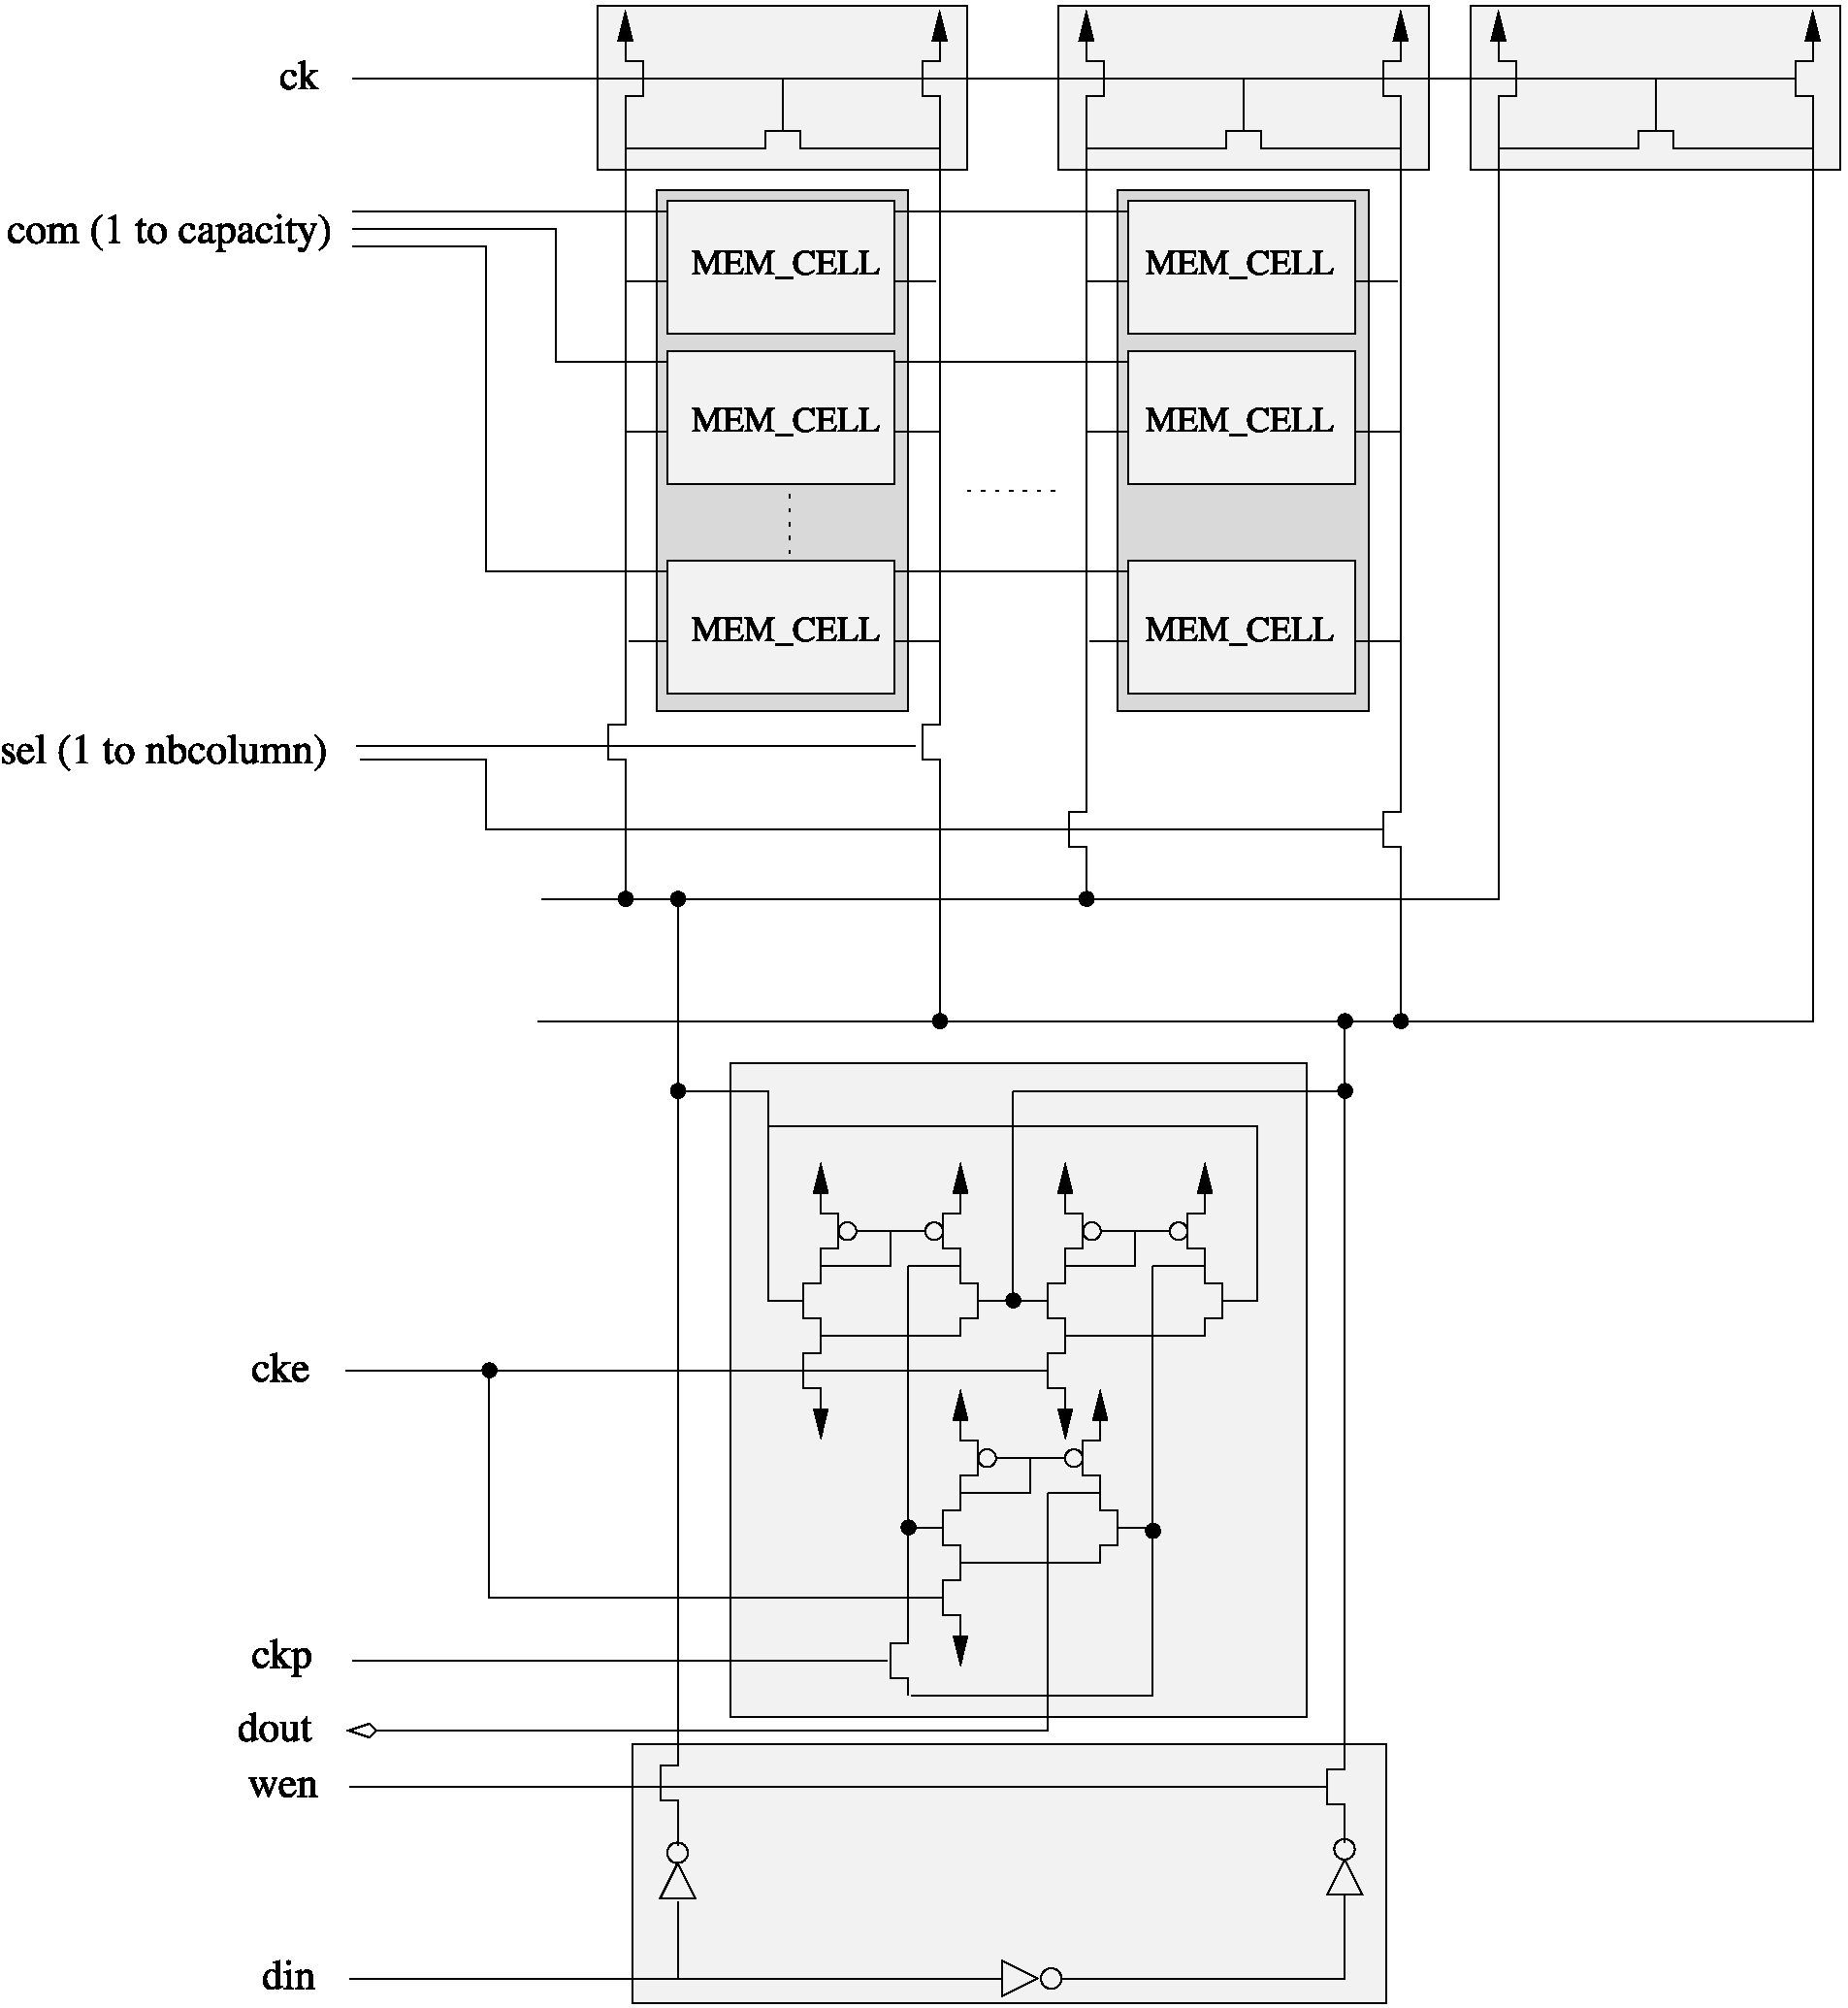 ck
com (1 to capacity)
MEM_CELL MEM_CELL
MEM_CELL MEM_CELL
MEM_CELL MEM_CELL
sel (1 to nbcolumn)
cke
ckp
dout
wen
din